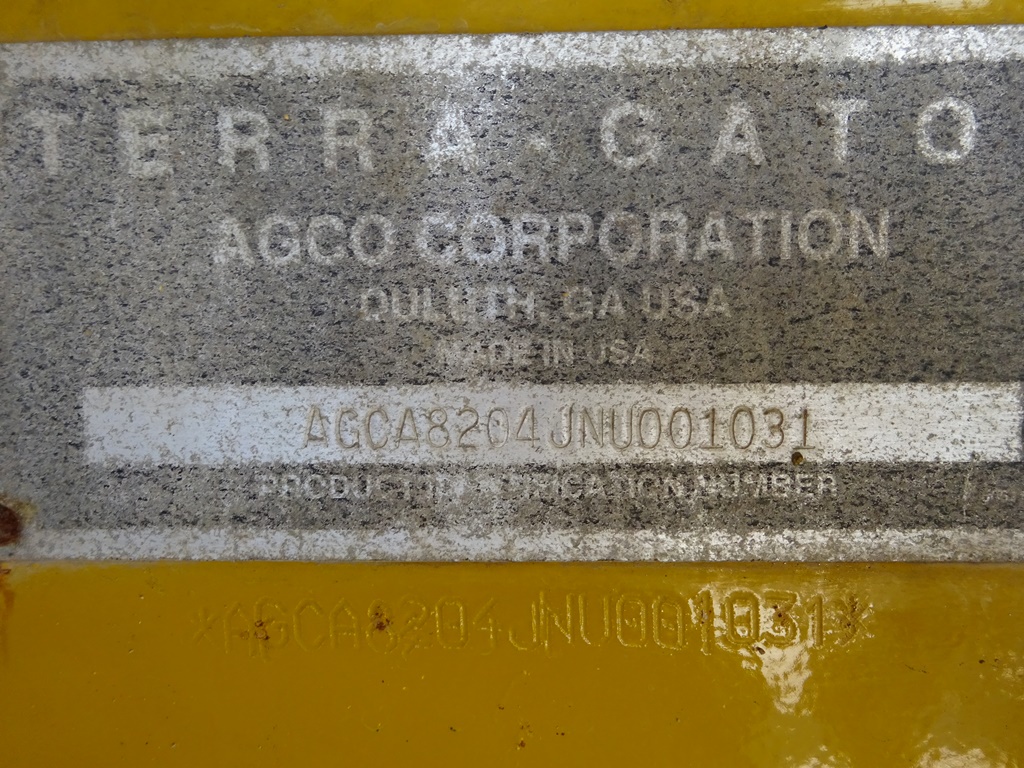 TERRA-GATO
AGCO CORPORATION
DULUTH, GA USA
MADE IN USA
AGCA8204JNU001031
PRODUCT IDENTIFICATION NUMBER
*AGCA8204JNU001031*